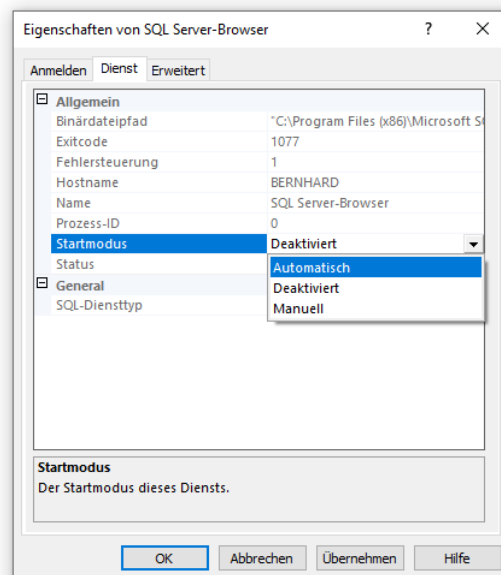 Eigenschaften von SQL Server-Browser ?
Anmelden Dienst Erweitert
Allgemein
Binärdateipfad "C:\Program Files (x86)\Microsoft
Exitcode 1077
Fehlersteuerung 1
Hostname BERNHARD
Name SQL Server-Browser
Prozess-ID 0
Startmodus Deaktiviert
Status
Automatisch
General
Deaktiviert
SQL-Diensttyp
Manuell
Startmodus
Der Startmodus dieses Diensts.
OK Abbrechen Übernehmen Hilfe